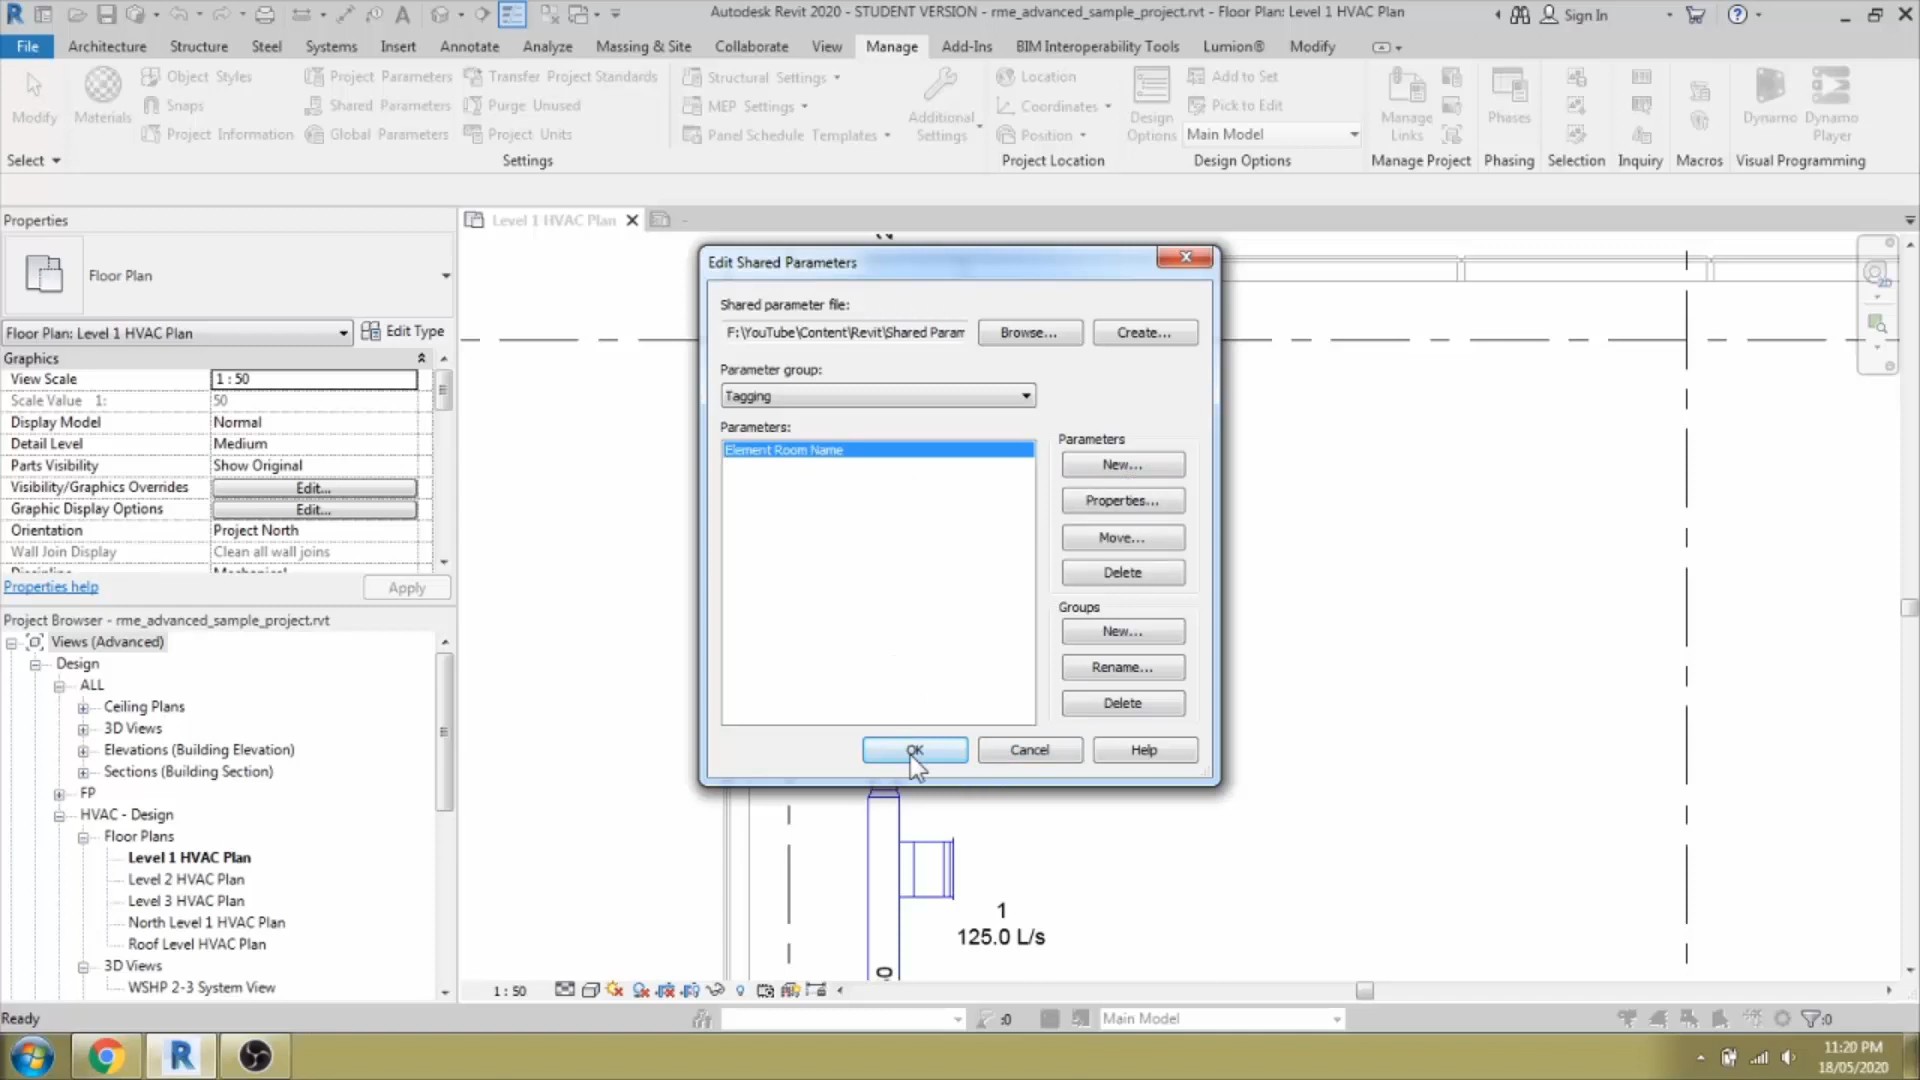 Autodesk Revit 2020 - STUDENT VERSION - rme_advanced_sample_project.rvt - Floor Plan: Level 1 HVAC Plan
Sign In
File Architecture Structure Steel Systems Insert Annotate Analyze Massing & Site Collaborate View Manage Add-Ins BIM Interoperability Tools Lumion® Modify
Modify
Materials
Object Styles
Snaps
Project Information
Project Parameters
Shared Parameters
Global Parameters
Transfer Project Standards
Purge Unused
Project Units
Structural Settings
MEP Settings
Panel Schedule Templates
Additional Settings
Location
Coordinates
Position
Design Options
Add to Set
Pick to Edit
Main Model
Manage Links
Phases
Dynamo
Dynamo Player
Select
Settings
Project Location
Design Options
Manage Project
Phasing
Selection
Inquiry
Macros
Visual Programming
Properties
Floor Plan
Floor Plan: Level 1 HVAC Plan
Edit Type
Graphics
View Scale 1 : 50
Scale Value 1: 50
Display Model Normal
Detail Level Medium
Parts Visibility Show Original
Visibility/Graphics Overrides Edit...
Graphic Display Options Edit...
Orientation Project North
Wall Join Display Clean all wall joins
Properties help
Apply
Project Browser - rme_advanced_sample_project.rvt
Views (Advanced)
Design
ALL
Ceiling Plans
3D Views
Elevations (Building Elevation)
Sections (Building Section)
FP
HVAC - Design
Floor Plans
Level 1 HVAC Plan
Level 2 HVAC Plan
Level 3 HVAC Plan
North Level 1 HVAC Plan
Roof Level HVAC Plan
3D Views
WSHP 2-3 System View
Level 1 HVAC Plan
2D
Edit Shared Parameters
Shared parameter file:
F:\YouTube\Content\Revit\Shared Param
Browse...
Create...
Parameter group:
Tagging
Parameters:
Element Room Name
Parameters
New...
Properties...
Move...
Delete
Groups
New...
Rename...
Delete
OK
Cancel
Help
1
125.0 L/s
0
1 : 50
Ready
:0
Main Model
:0
11:20 PM
18/05/2020